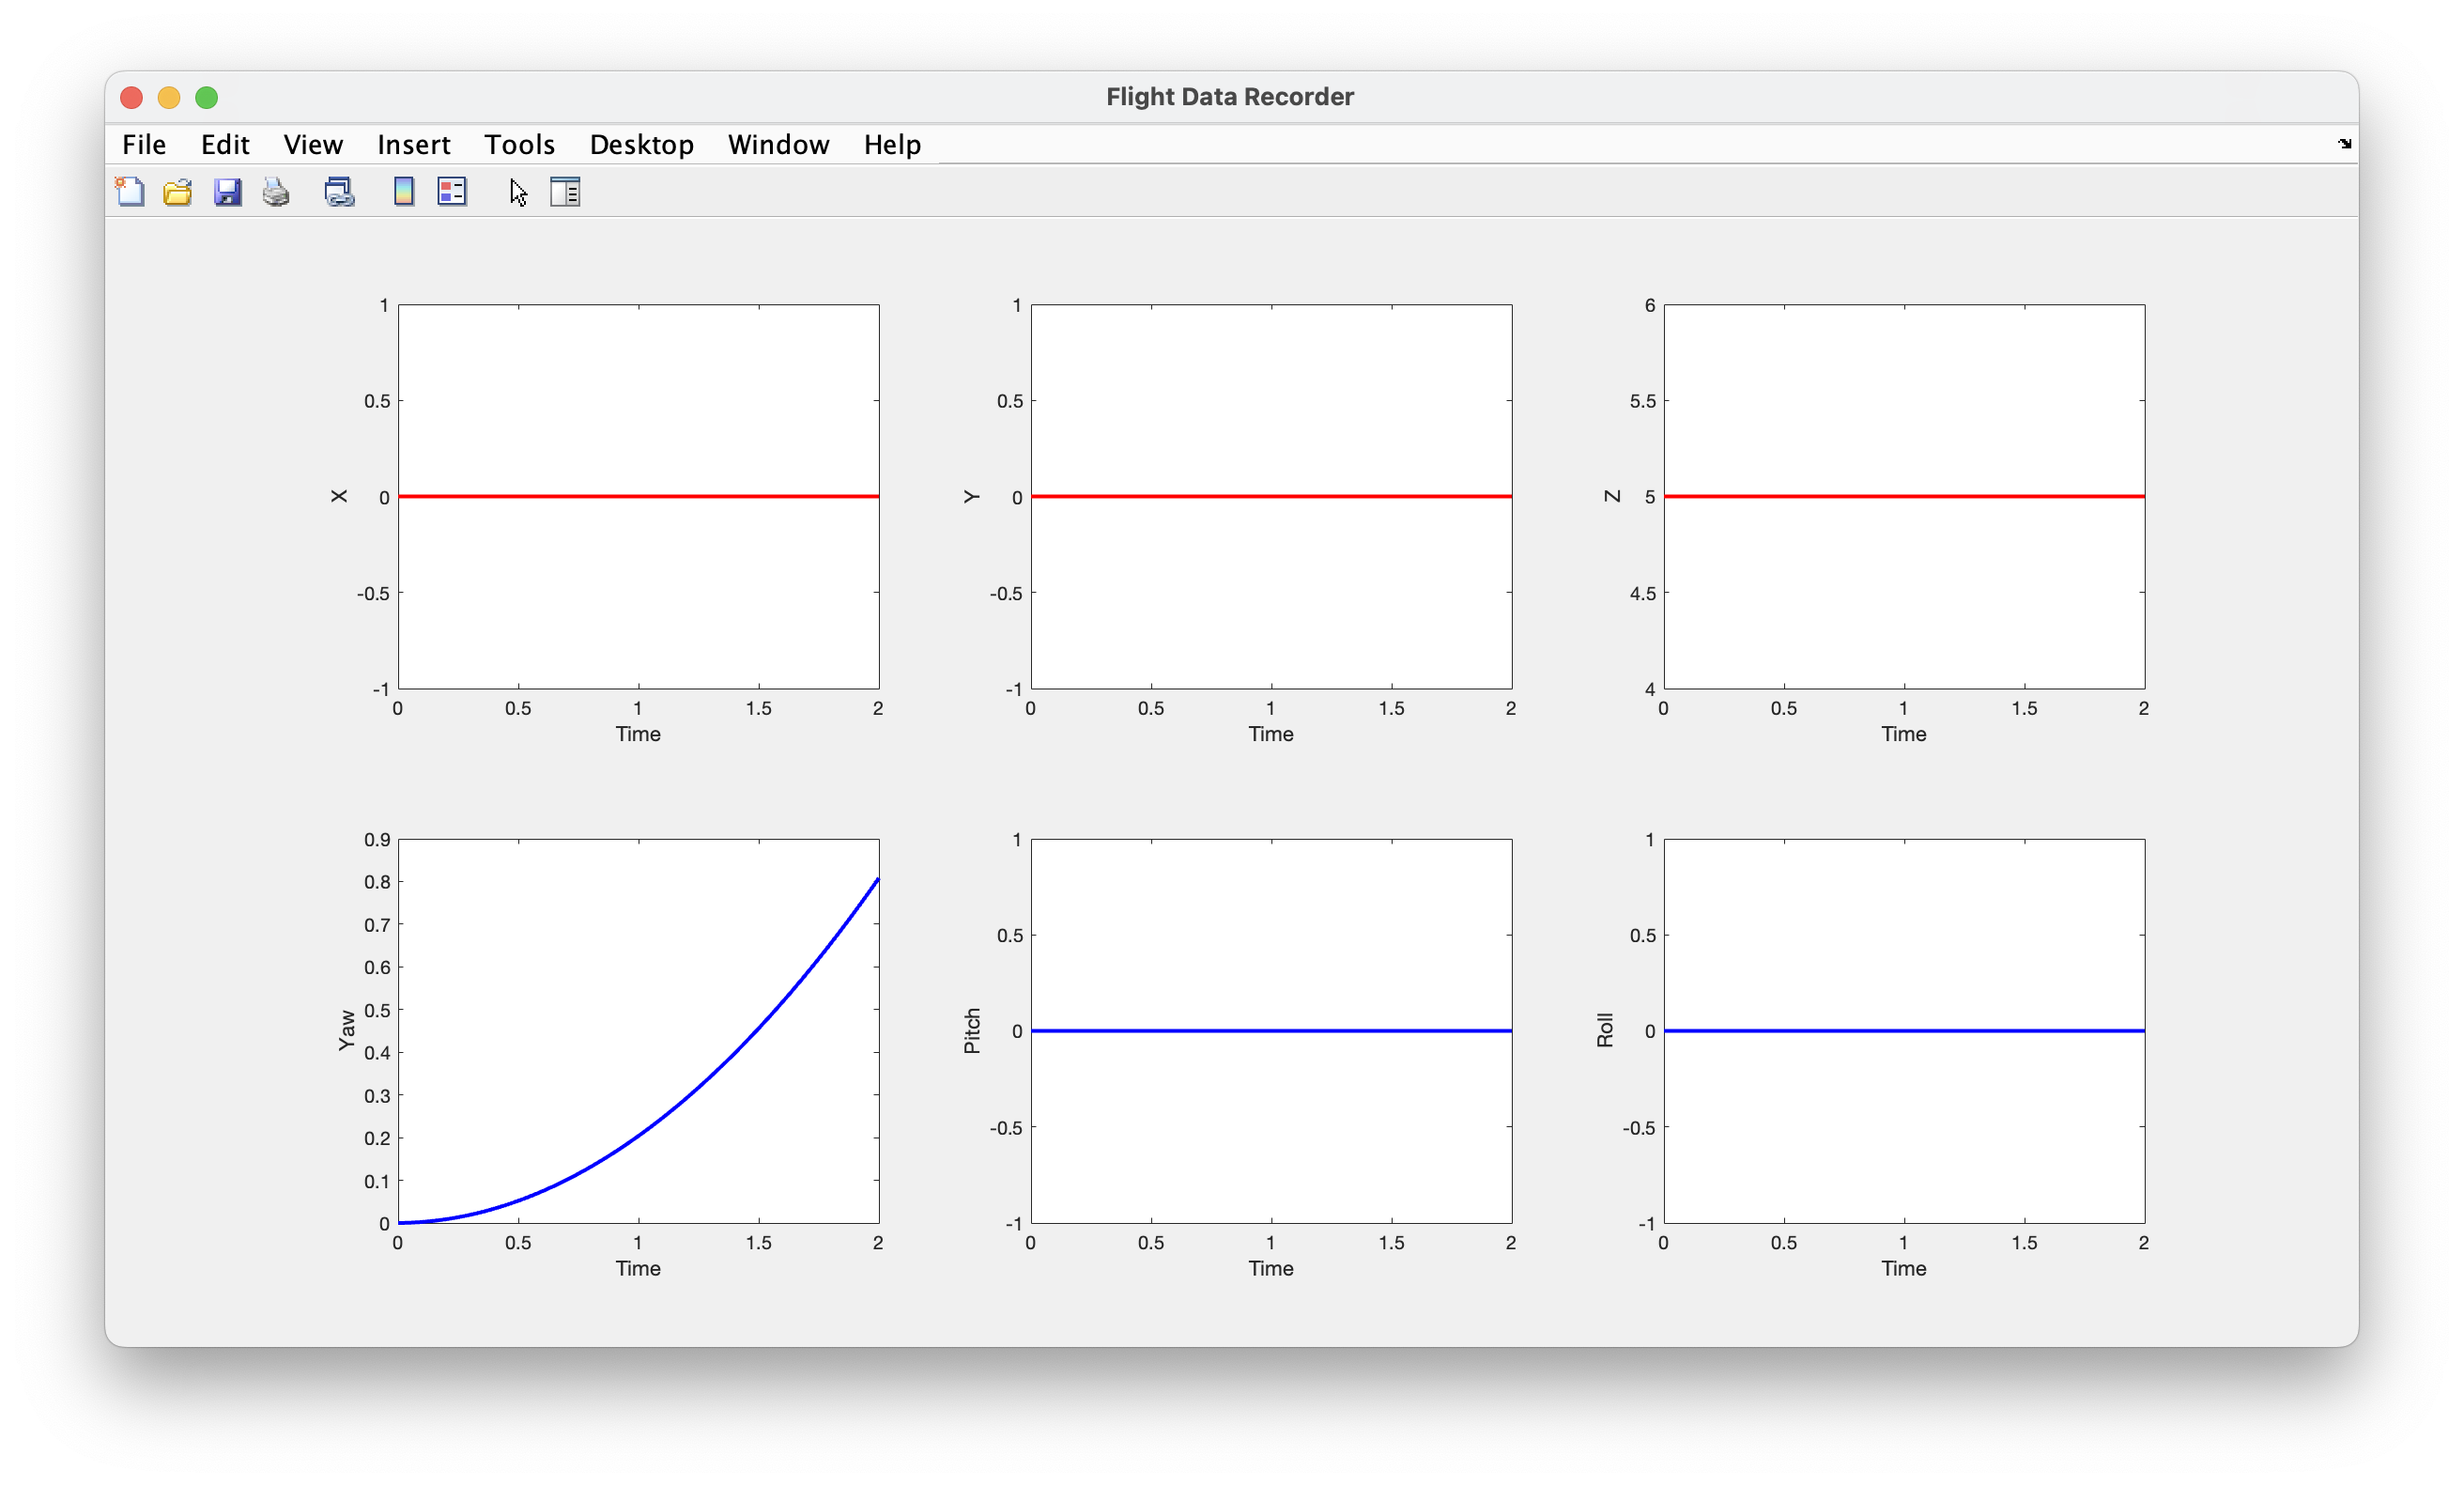 Flight Data Recorder
File Edit View Insert Tools Desktop Window Help
1
0.5
X 0
-0.5
-1
0 0.5 1 1.5 2
Time
1
0.5
Y 0
-0.5
-1
0 0.5 1 1.5 2
Time
6
5.5
Z 5
4.5
4
0 0.5 1 1.5 2
Time
0.9
0.8
0.7
0.6
Yaw 0.5
0.4
0.3
0.2
0.1
0
0 0.5 1 1.5 2
Time
1
0.5
Pitch 0
-0.5
-1
0 0.5 1 1.5 2
Time
1
0.5
Roll 0
-0.5
-1
0 0.5 1 1.5 2
Time